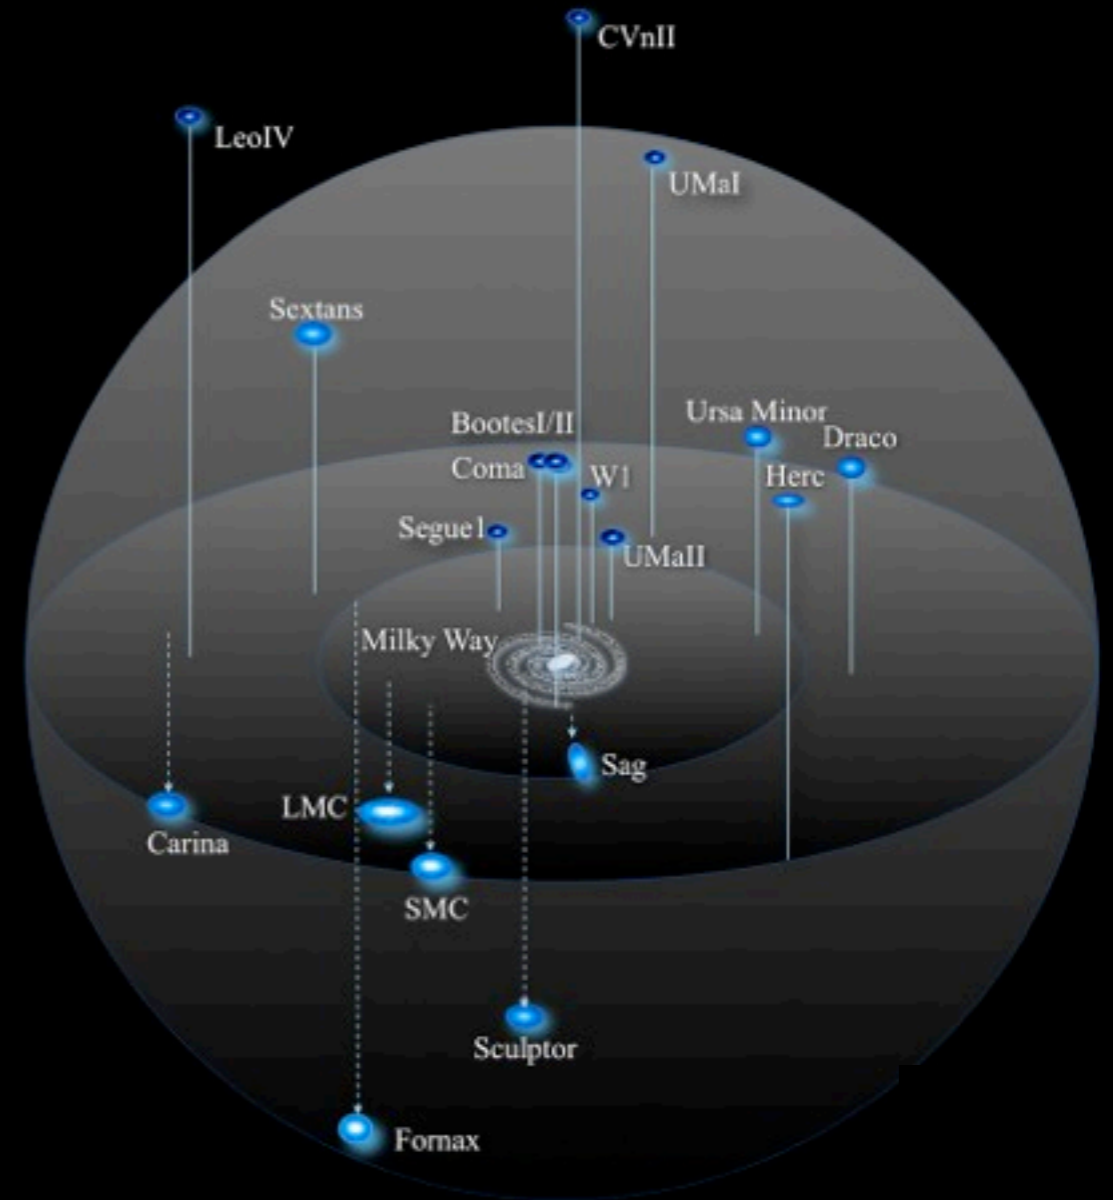 CVnII
LeoIV
UMaI
Sextans
Ursa Minor
BootesI/II
Draco
Coma
W1
Herc
Segue1
UMaII
Milky Way
Sag
LMC
Carina
SMC
Sculptor
Fornax